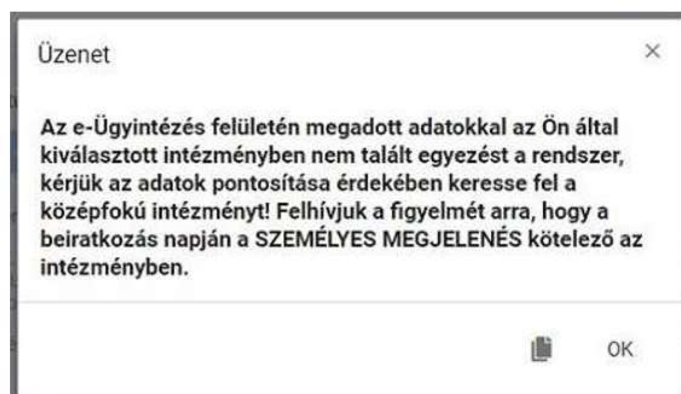 Üzenet
Az e-Ügyintézés felületén megadott adatokkal az Ön által
kiválasztott intézményben nem talált egyezést a rendszer,
kérjük az adatok pontosítása érdekében keresse fel a
középfokú intézményt! Felhívjuk a figyelmét arra, hogy a
beiratkozás napján a SZEMÉLYES MEGJELENÉS kötelező az
intézményben.
OK